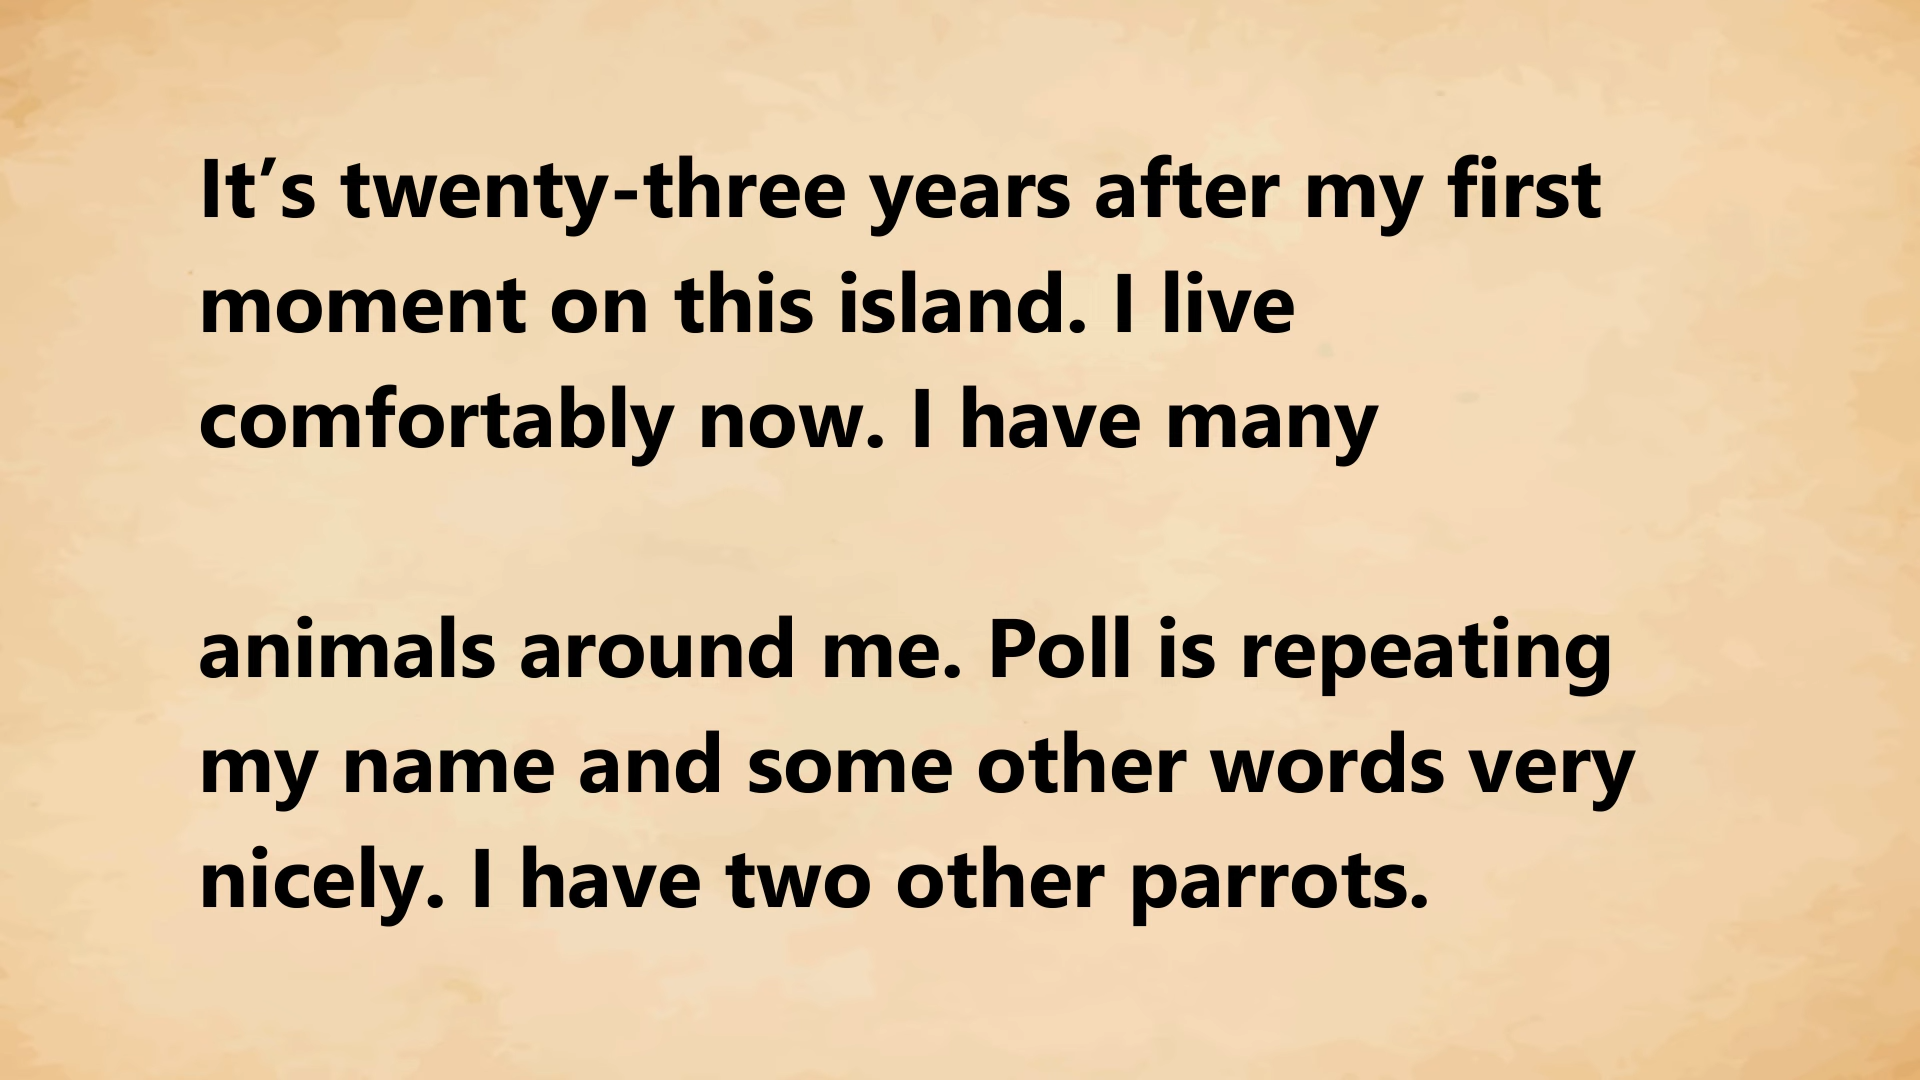 It’s twenty-three years after my first
moment on this island. I live
comfortably now. I have many
animals around me. Poll is repeating
my name and some other words very
nicely. I have two other parrots.